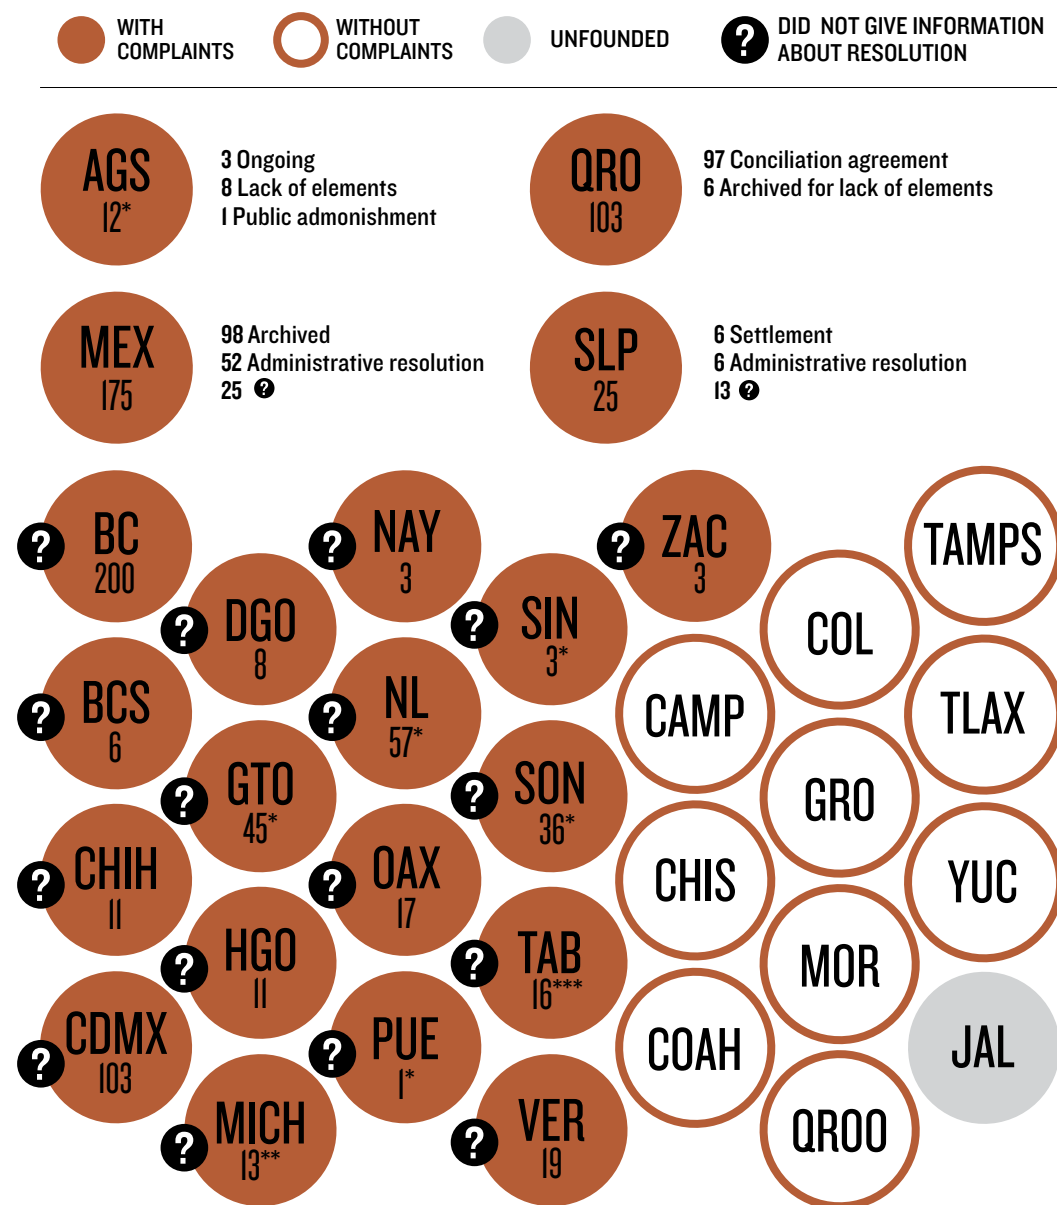 WITH
COMPLAINTS
WITHOUT
COMPLAINTS
UNFOUNDED
?
DID NOT GIVE INFORMATION
ABOUT RESOLUTION
AGS
12*
3 Ongoing
8 Lack of elements
1 Public admonishment
QRO
103
97 Conciliation agreement
6 Archived for lack of elements
MEX
175
98 Archived
52 Administrative resolution
25 ?
SLP
25
6 Settlement
6 Administrative resolution
13 ?
?
BC
200
?
BCS
6
?
CHIH
11
?
CDMX
103
?
DGO
8
?
GTO
45*
?
HGO
11
?
MICH
13**
?
NAY
3
?
NL
57*
?
OAX
17
?
PUE
1*
?
SIN
3*
?
SON
36*
?
TAB
16***
?
VER
19
?
ZAC
3
CAMP
CHIS
COAH
COL
GRO
MOR
QROO
TAMPS
TLAX
YUC
JAL